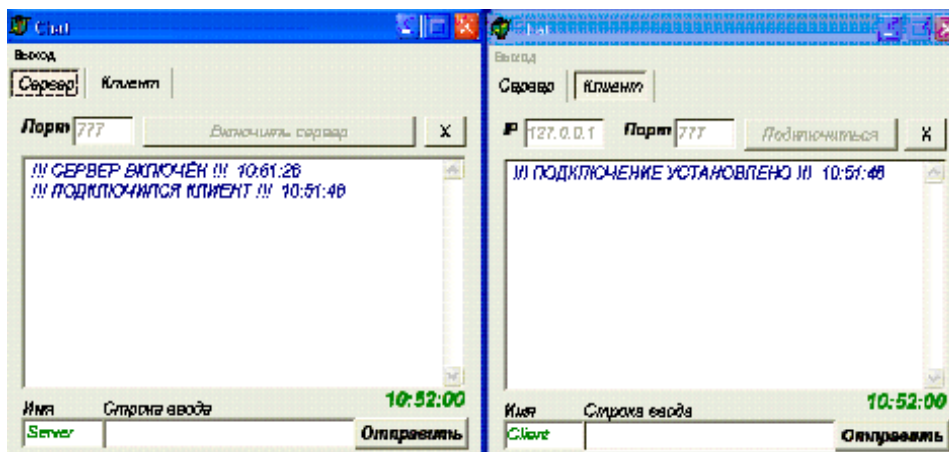 Chat
Выход
Сервер Клиент
Порт 777 Включить сервер X
!!! СЕРВЕР ВКЛЮЧЁН !!! 10:51:26
!!! ПОДКЛЮЧИЛСЯ КЛИЕНТ !!! 10:51:46
10:52:00
Имя Строка ввода
Server Отправить
Chat
Выход
Сервер Клиент
IP 127.0.0.1 Порт 777 Подключиться X
!!! ПОДКЛЮЧЕНИЕ УСТАНОВЛЕНО !!! 10:51:46
10:52:00
Имя Строка ввода
Client Отправить